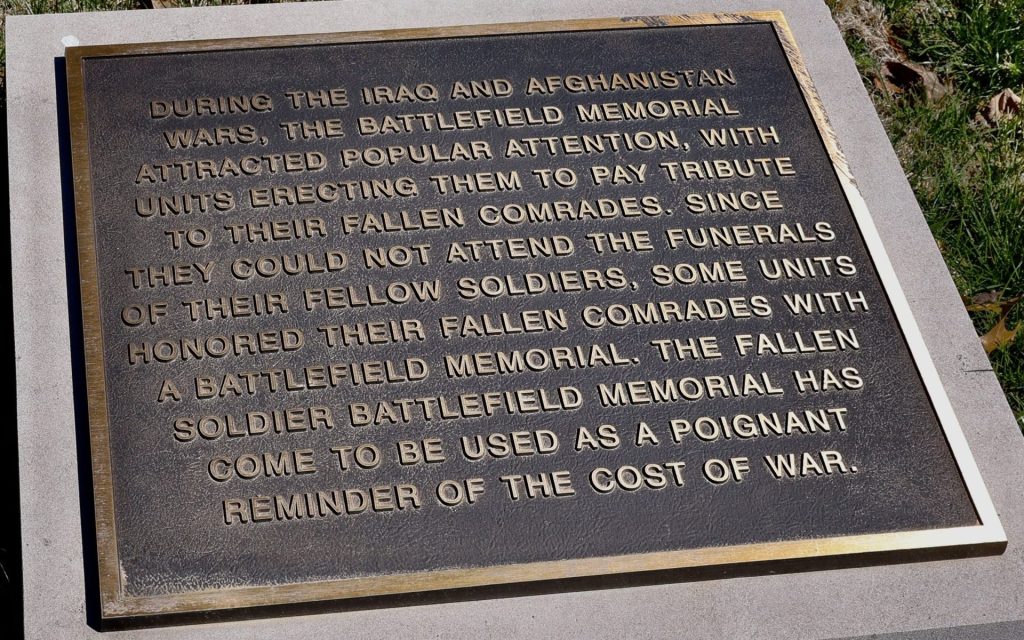 DURING THE IRAQ AND AFGHANISTAN
WARS, THE BATTLEFIELD MEMORIAL
ATTRACTED POPULAR ATTENTION, WITH
UNITS ERECTING THEM TO PAY TRIBUTE
TO THEIR FALLEN COMRADES. SINCE
THEY COULD NOT ATTEND THE FUNERALS
OF THEIR FELLOW SOLDIERS, SOME UNITS
HONORED THEIR FALLEN COMRADES WITH
A BATTLEFIELD MEMORIAL. THE FALLEN
SOLDIER BATTLEFIELD MEMORIAL HAS
COME TO BE USED AS A POIGNANT
REMINDER OF THE COST OF WAR.